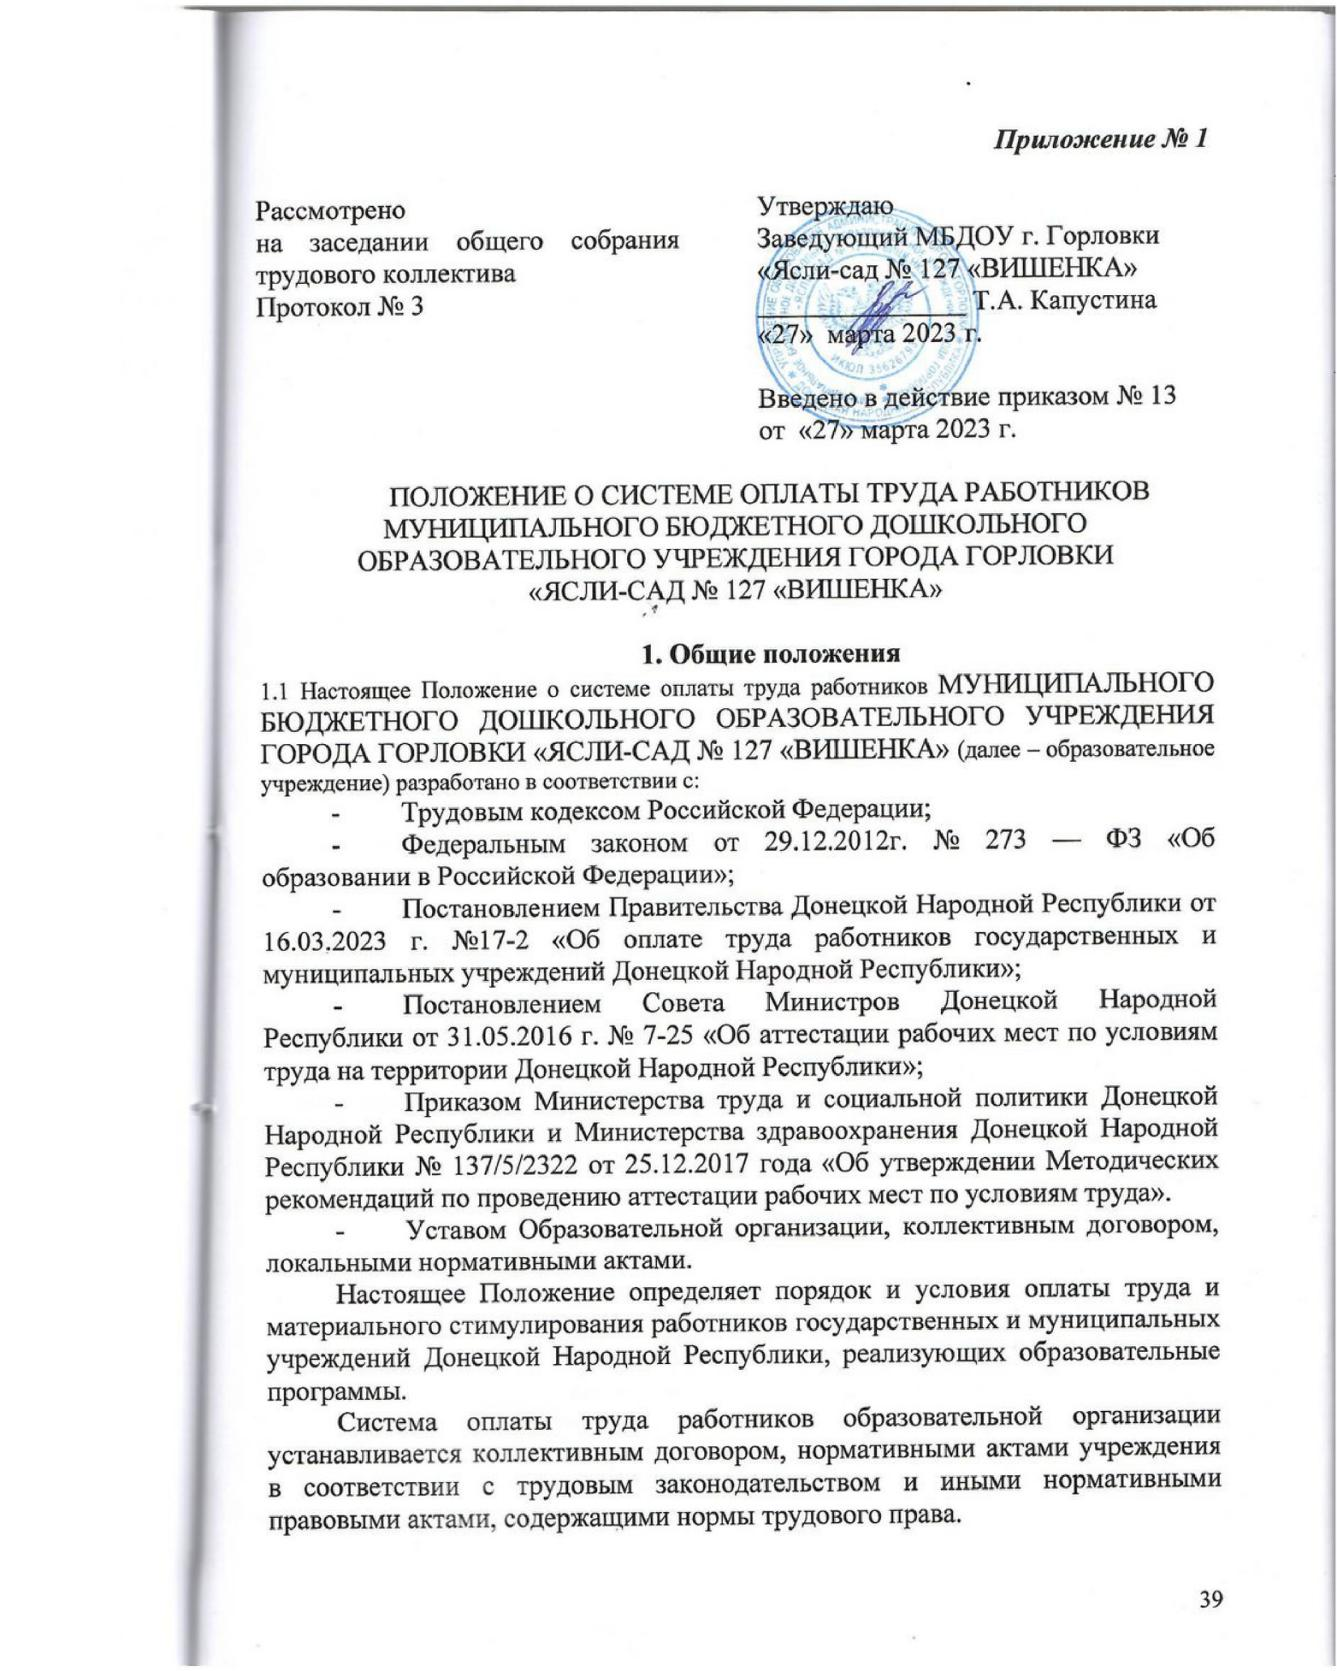 Приложение № 1
Рассмотрено
на заседании общего собрания
трудового коллектива
Протокол № 3
Утверждаю
Заведующий МБДОУ г. Горловки
«Ясли-сад № 127 «ВИШЕНКА»
Т.А. Капустина
«27» марта 2023 г.
Введено в действие приказом № 13
от «27» марта 2023 г.
ПОЛОЖЕНИЕ О СИСТЕМЕ ОПЛАТЫ ТРУДА РАБОТНИКОВ
МУНИЦИПАЛЬНОГО БЮДЖЕТНОГО ДОШКОЛЬНОГО
ОБРАЗОВАТЕЛЬНОГО УЧРЕЖДЕНИЯ ГОРОДА ГОРЛОВКИ
«ЯСЛИ-САД № 127 «ВИШЕНКА»
1. Общие положения
1.1 Настоящее Положение о системе оплаты труда работников МУНИЦИПАЛЬНОГО
БЮДЖЕТНОГО ДОШКОЛЬНОГО ОБРАЗОВАТЕЛЬНОГО УЧРЕЖДЕНИЯ
ГОРОДА ГОРЛОВКИ «ЯСЛИ-САД № 127 «ВИШЕНКА» (далее – образовательное
учреждение) разработано в соответствии с:
- Трудовым кодексом Российской Федерации;
- Федеральным законом от 29.12.2012г. № 273 — ФЗ «Об
образовании в Российской Федерации»;
- Постановлением Правительства Донецкой Народной Республики от
16.03.2023 г. №17-2 «Об оплате труда работников государственных и
муниципальных учреждений Донецкой Народной Республики»;
- Постановлением Совета Министров Донецкой Народной
Республики от 31.05.2016 г. № 7-25 «Об аттестации рабочих мест по условиям
труда на территории Донецкой Народной Республики»;
- Приказом Министерства труда и социальной политики Донецкой
Народной Республики и Министерства здравоохранения Донецкой Народной
Республики № 137/5/2322 от 25.12.2017 года «Об утверждении Методических
рекомендаций по проведению аттестации рабочих мест по условиям труда».
- Уставом Образовательной организации, коллективным договором,
локальными нормативными актами.
Настоящее Положение определяет порядок и условия оплаты труда и
материального стимулирования работников государственных и муниципальных
учреждений Донецкой Народной Республики, реализующих образовательные
программы.
Система оплаты труда работников образовательной организации
устанавливается коллективным договором, нормативными актами учреждения
в соответствии с трудовым законодательством и иными нормативными
правовыми актами, содержащими нормы трудового права.
39